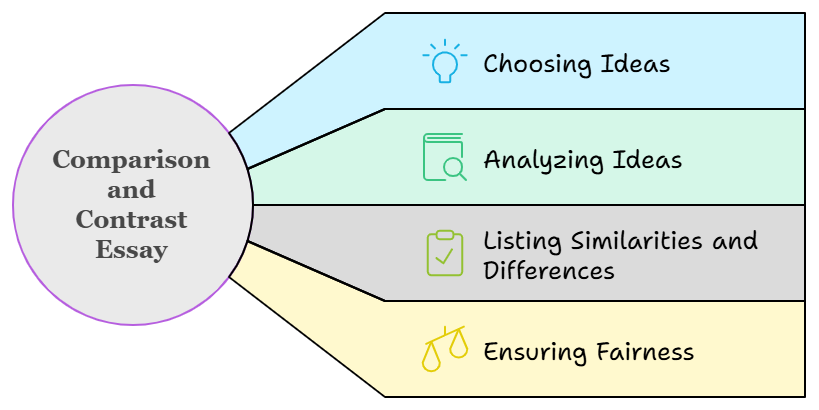 Comparison
and
Contrast
Essay
Choosing Ideas
Analyzing Ideas
Listing Similarities and
Differences
Ensuring Fairness